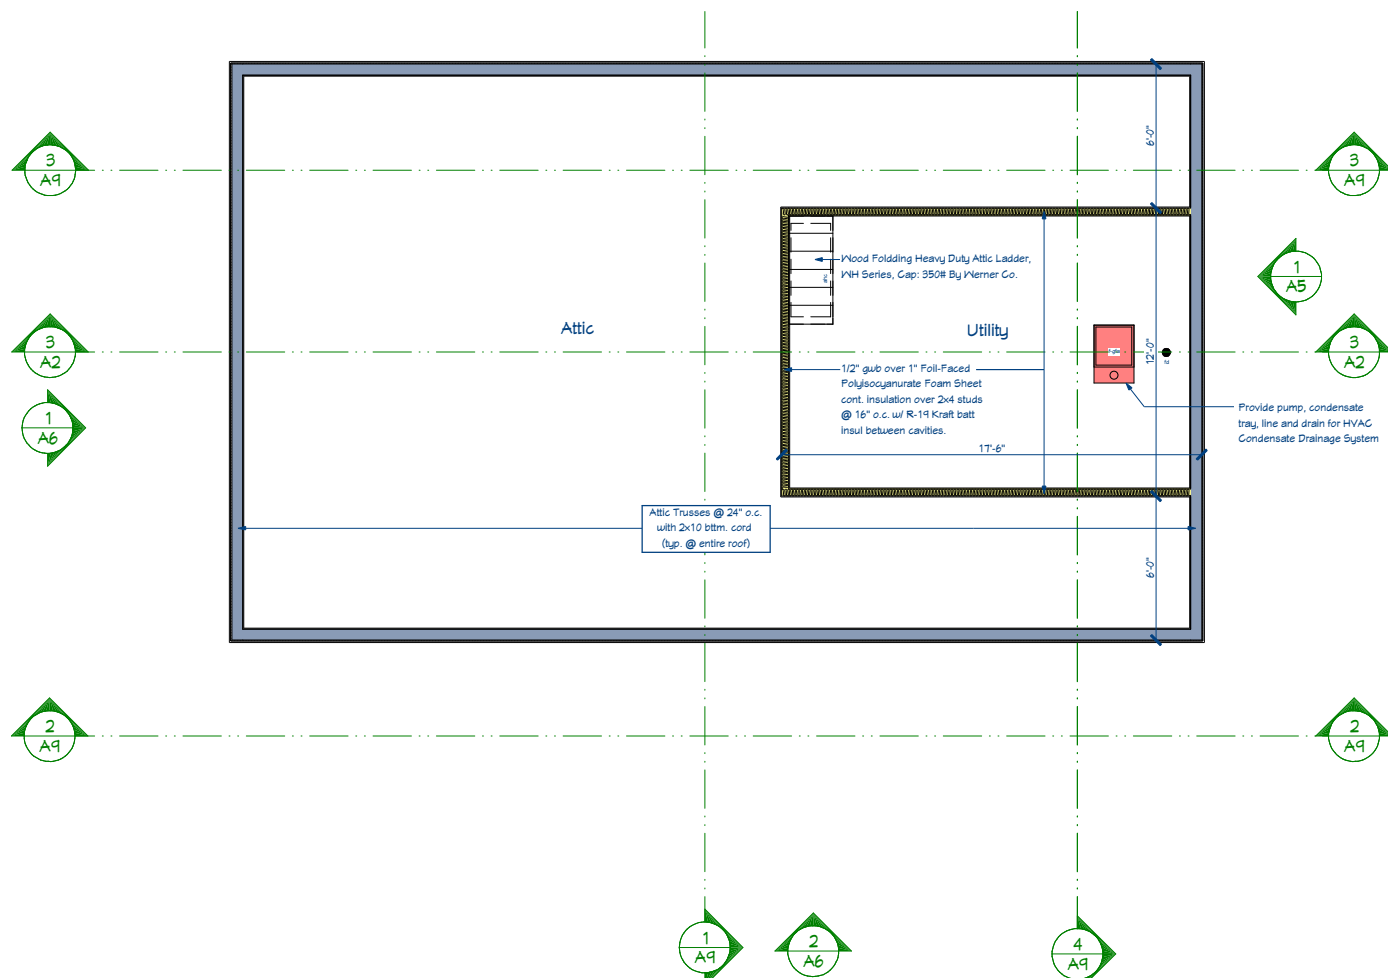 6'-0"
3
A9
3
A9
Wood Foldding Heavy Duty Attic Ladder,
WH Series, Cap: 350# By Werner Co.
1
A5
Attic
Utility
3
A2
12'-0"
3
A2
1/2" gwb over 1" Foil-Faced
Polyisocyanurate Foam Sheet
cont. insulation over 2x4 studs
@ 16" o.c. w/ R-19 Kraft batt
insul between cavities.
1
A6
Provide pump, condensate
tray, line and drain for HVAC
Condensate Drainage System
17'-6"
Attic Trusses @ 24" o.c.
with 2x10 bttm. cord
(typ. @ entire roof)
6'-0"
2
A9
2
A9
1
A9
2
A6
4
A9